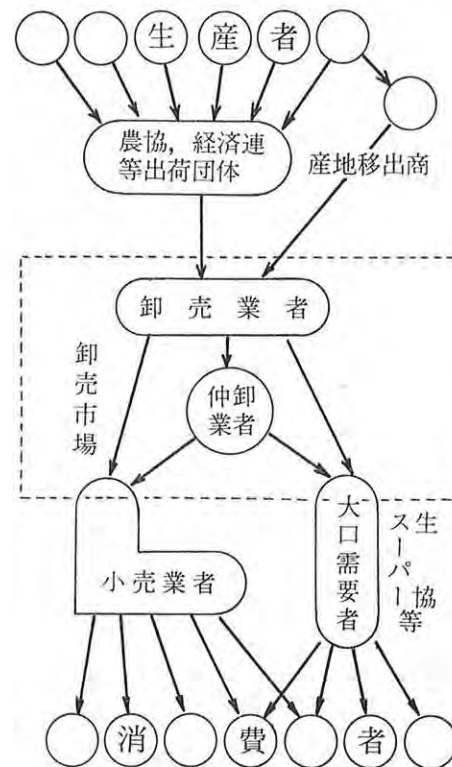 生産者
農協，経済連
等出荷団体
産地移出商
卸売業者
卸売市場
仲卸
業者
小売業者
大口需要者
生協等
スーパー
消費者